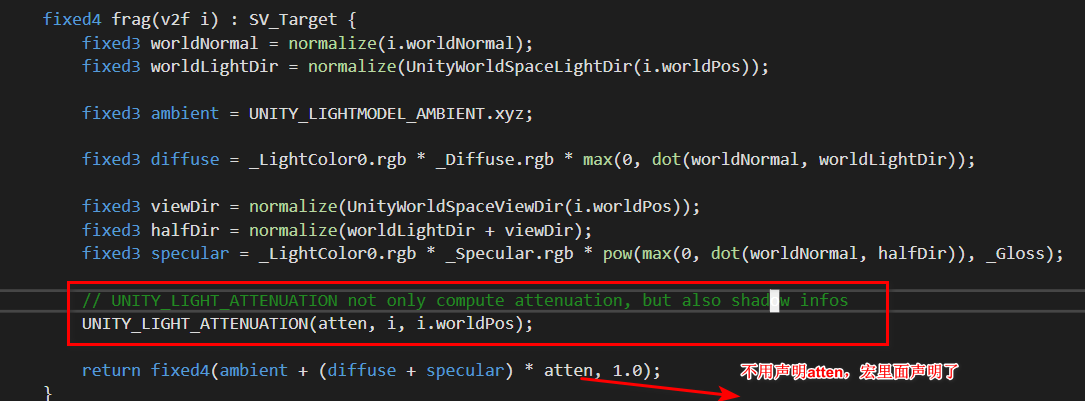 fixed4 frag(v2f i) : SV_Target {
fixed3 worldNormal = normalize(i.worldNormal);
fixed3 worldLightDir = normalize(UnityWorldSpaceLightDir(i.worldPos));
fixed3 ambient = UNITY_LIGHTMODEL_AMBIENT.xyz;
fixed3 diffuse = _LightColor0.rgb * _Diffuse.rgb * max(0, dot(worldNormal, worldLightDir));
fixed3 viewDir = normalize(UnityWorldSpaceViewDir(i.worldPos));
fixed3 halfDir = normalize(worldLightDir + viewDir);
fixed3 specular = _LightColor0.rgb * _Specular.rgb * pow(max(0, dot(worldNormal, halfDir)), _Gloss);
// UNITY_LIGHT_ATTENUATION not only compute attenuation, but also shadow infos
UNITY_LIGHT_ATTENUATION(atten, i, i.worldPos);
return fixed4(ambient + (diffuse + specular) * atten, 1.0);
不用声明atten，宏里面声明了
}